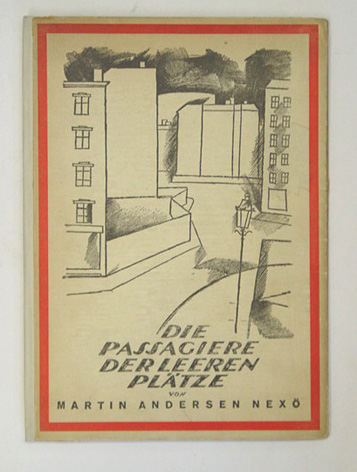 DIE
PASSAGIERE
DER LEEREN
PLÄTZE
VON
MARTIN ANDERSEN NEXÖ